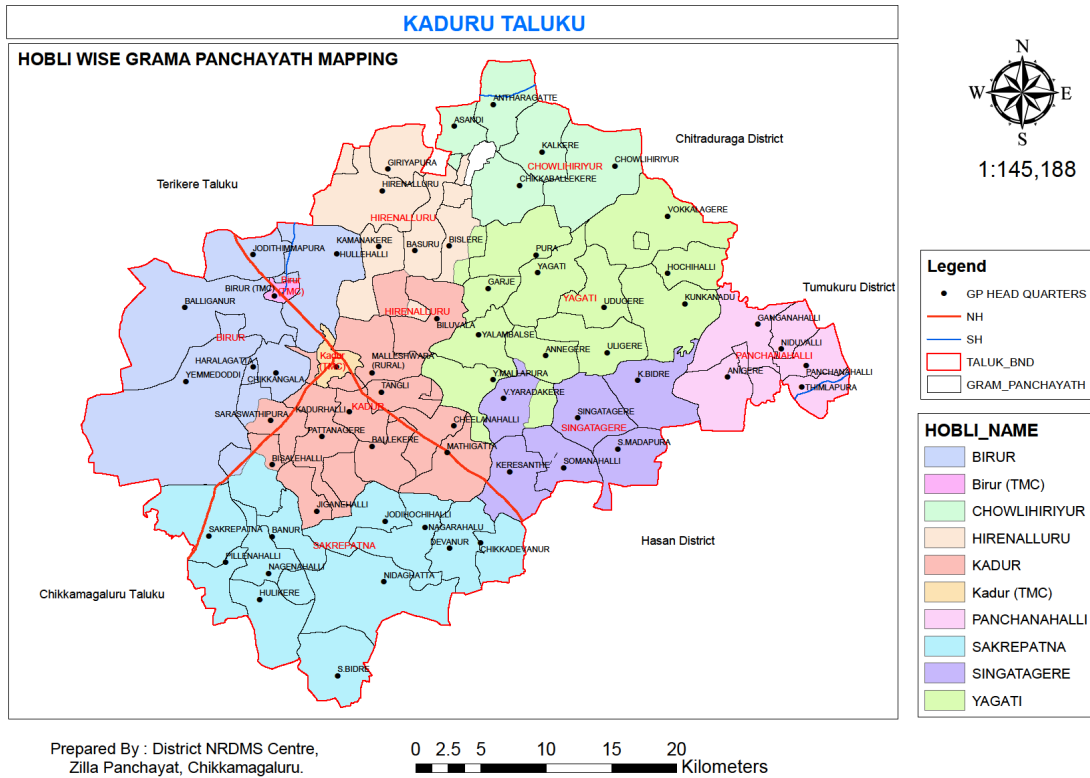 KADURU TALUKU
HOBLI WISE GRAMA PANCHAYATH MAPPING
N
W
E
S
1:145,188
ANTHARAGATTE
ASANDI
Chitraduraga District
KALKERE
CHOWLIHIRIYUR
CHOWLIHIRIYUR
GIRIYAPURA
Terikere Taluku
HIRENALLURU
CHIKKABALLEKERE
HIRENALLURU
VOKKALAGERE
KAMANAKERE
HULLEHALLI
BASURU
BISLERE
JODITHIMMAPURA
PURA
YAGATI
HOCHIHALLI
BIRUR (TMC)
Birur
(TMC)
GARJE
YAGATI
UDUGERE
KUNKANADU
Tumukuru District
BALLIGANUR
HIRENALLURU
BILUVALA
GANGANAHALLI
BIRUR
YALAMBALSE
ANNEGERE
ULIGERE
NIDUVALLI
PANCHANAHALLI
Kadur
(TMC)
MALLESHWARA
(RURAL)
HARALAGATTA
YEMMEDODDI
CHIKKANGALA
TANGLI
Y.MALLAPURA
K.BIDRE
ANIGERE
PANCHANAHALLI
THIMLAPURA
V.YARADAKERE
SARASWATHIPURA
KADURHALLI
KADUR
CHEELANAHALLI
SINGATAGERE
SINGATAGERE
PATTANAGERE
BALLEKERE
MATHIGATTA
S.MADAPURA
BISALEHALLI
KERESANTHE
SOMANAHALLI
JIGANEHALLI
JODIHOCHIHALLI
NAGARAHALU
SAKREPATNA
BANUR
SAKREPATNA
DEVANUR
CHIKKADEVANUR
Hasan District
PILLENAHALLI
NAGENAHALLI
NIDAGHATTA
Chikkamagaluru Taluku
HULIKERE
S.BIDRE
Legend
GP HEAD QUARTERS
NH
SH
TALUK_BND
GRAM_PANCHAYATH
HOBLI_NAME
BIRUR
Birur (TMC)
CHOWLIHIRIYUR
HIRENALLURU
KADUR
Kadur (TMC)
PANCHANAHALLI
SAKREPATNA
SINGATAGERE
YAGATI
Prepared By : District NRDMS Centre,
Zilla Panchayat, Chikkamagaluru.
0 2.5 5 10 15 20
Kilometers